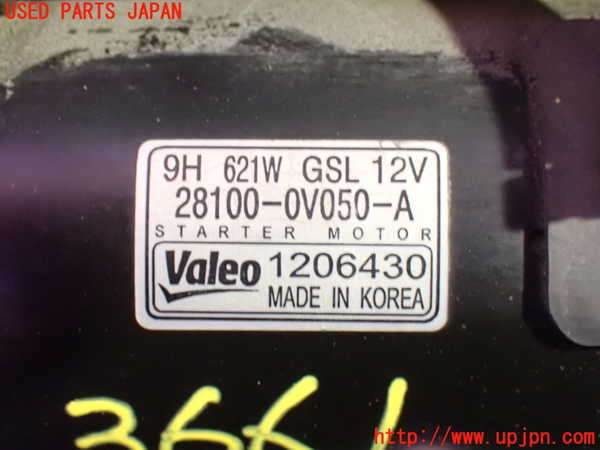 USED PARTS JAPAN
9H 621W GSL 12V
28100-0V050-A
STARTER MOTOR
Valeo 1206430
MADE IN KOREA
3661
http://www.upjpn.com/